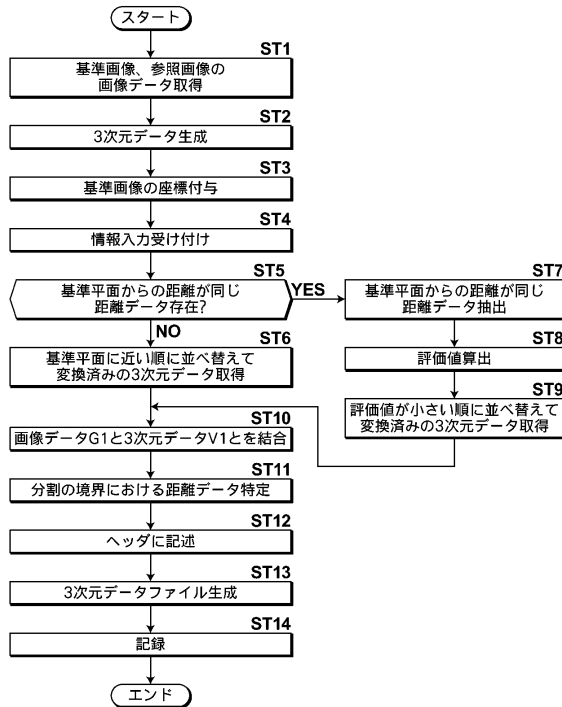 スタート
ST1
基準画像、参照画像の
画像データ取得
ST2
3次元データ生成
ST3
基準画像の座標付与
ST4
情報入力受け付け
ST5
基準平面からの距離が同じ
距離データ存在?
YES
NO
ST6
基準平面に近い順に並べ替えて
変換済みの3次元データ取得
ST7
基準平面からの距離が同じ
距離データ抽出
ST8
評価値算出
ST9
評価値が小さい順に並べ替えて
変換済みの3次元データ取得
ST10
画像データG1と3次元データV1とを結合
ST11
分割の境界における距離データ特定
ST12
ヘッダに記述
ST13
3次元データファイル生成
ST14
記録
エンド